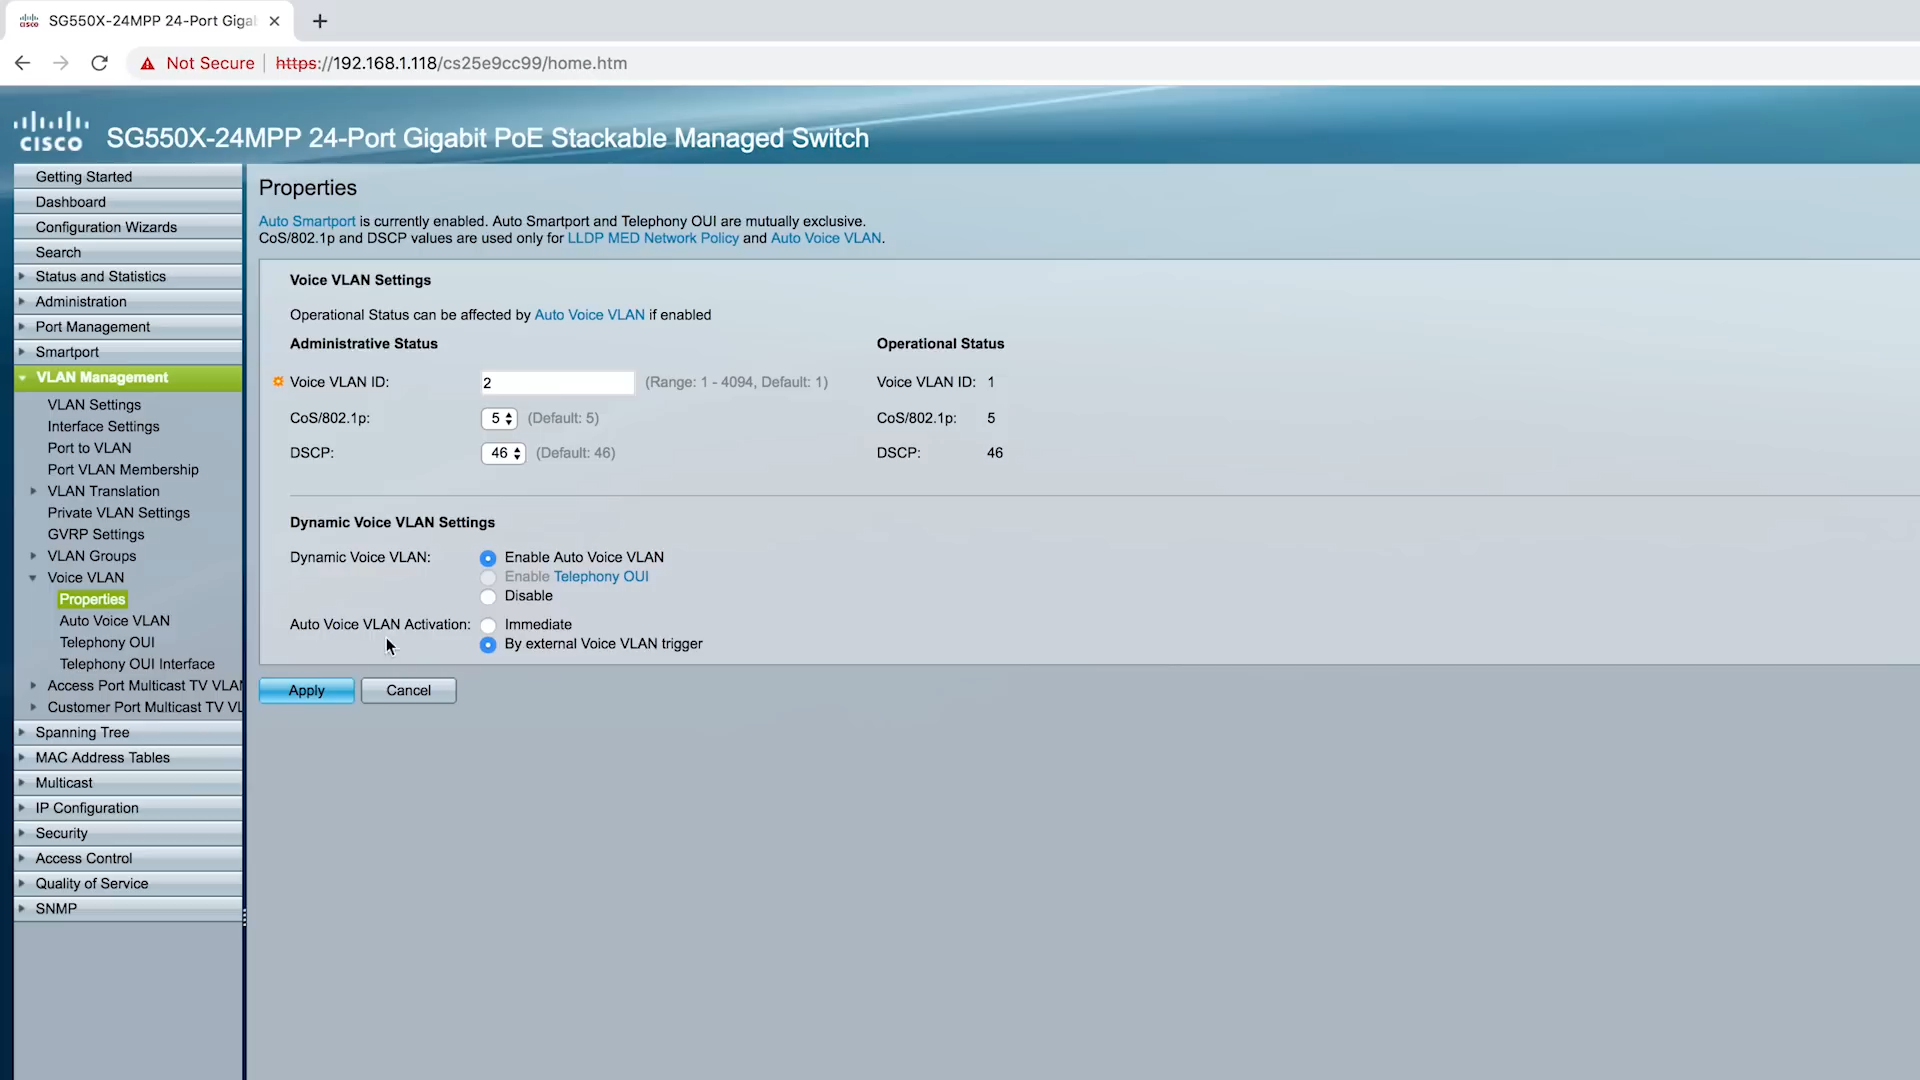 SG550X-24MPP 24-Port Giga
Not Secure
https://192.168.1.118/cs25e9cc99/home.htm
cisco
SG550X-24MPP 24-Port Gigabit PoE Stackable Managed Switch
Getting Started
Dashboard
Configuration Wizards
Search
Status and Statistics
Administration
Port Management
Smartport
VLAN Management
VLAN Settings
Interface Settings
Port to VLAN
Port VLAN Membership
VLAN Translation
Private VLAN Settings
GVRP Settings
VLAN Groups
Voice VLAN
Properties
Auto Voice VLAN
Telephony OUI
Telephony OUI Interface
Access Port Multicast TV VLAN
Customer Port Multicast TV VL
Spanning Tree
MAC Address Tables
Multicast
IP Configuration
Security
Access Control
Quality of Service
SNMP
Properties
Auto Smartport is currently enabled. Auto Smartport and Telephony OUI are mutually exclusive.
CoS/802.1p and DSCP values are used only for LLDP MED Network Policy and Auto Voice VLAN.
Voice VLAN Settings
Operational Status can be affected by Auto Voice VLAN if enabled
Administrative Status Operational Status
Voice VLAN ID: 2 (Range: 1 - 4094, Default: 1) Voice VLAN ID: 1
CoS/802.1p: 5 (Default: 5) CoS/802.1p: 5
DSCP: 46 (Default: 46) DSCP: 46
Dynamic Voice VLAN Settings
Dynamic Voice VLAN: Enable Auto Voice VLAN
Enable Telephony OUI
Disable
Auto Voice VLAN Activation: Immediate
By external Voice VLAN trigger
Apply Cancel